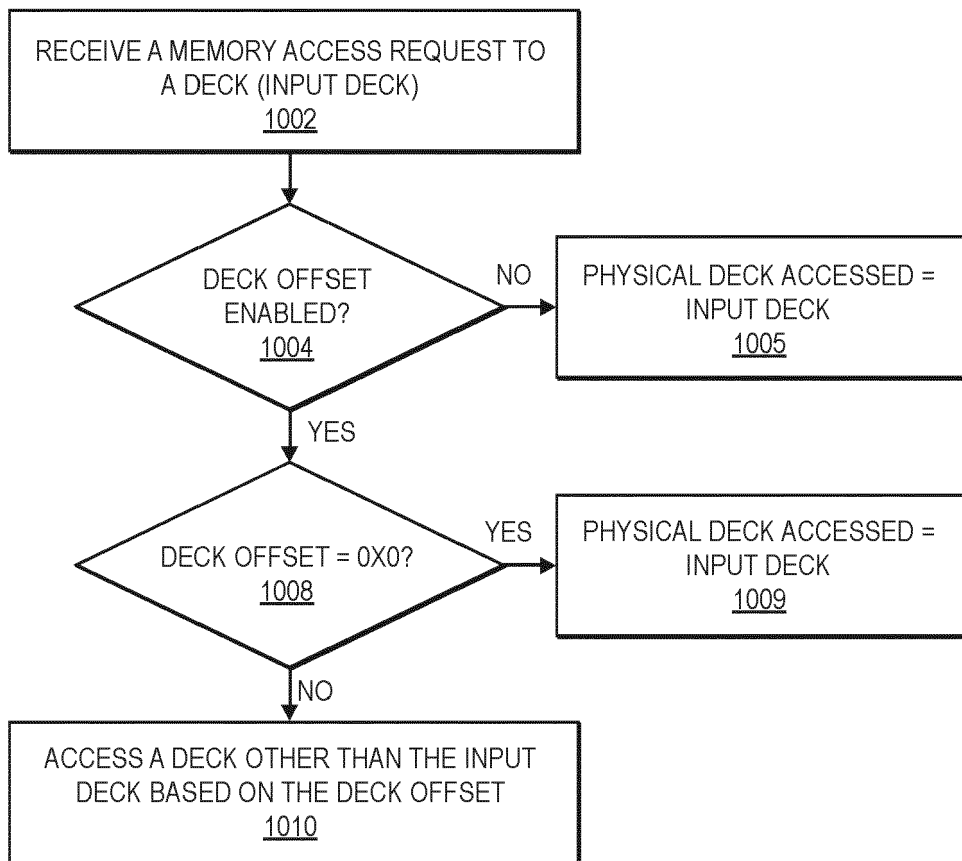 RECEIVE A MEMORY ACCESS REQUEST TO
A DECK (INPUT DECK)
1002
DECK OFFSET
ENABLED?
1004
NO
PHYSICAL DECK ACCESSED =
INPUT DECK
1005
YES
DECK OFFSET = 0X0?
1008
YES
PHYSICAL DECK ACCESSED =
INPUT DECK
1009
NO
ACCESS A DECK OTHER THAN THE INPUT
DECK BASED ON THE DECK OFFSET
1010